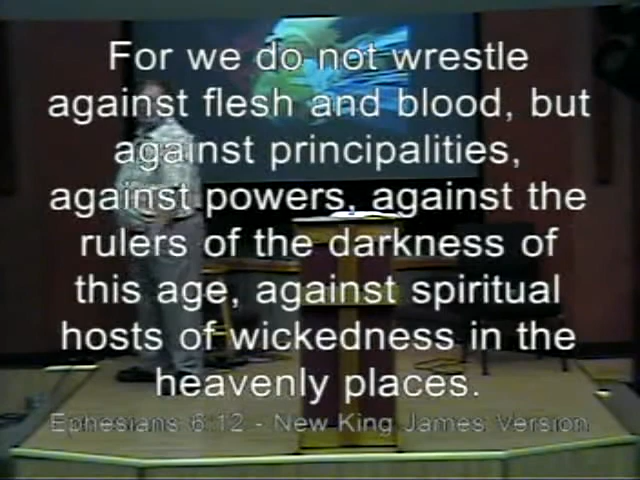 For we do not wrestle
against flesh and blood, but
against principalities,
against powers, against the
rulers of the darkness of
this age, against spiritual
hosts of wickedness in the
heavenly places.
Ephesians 6:12 - New King James Version